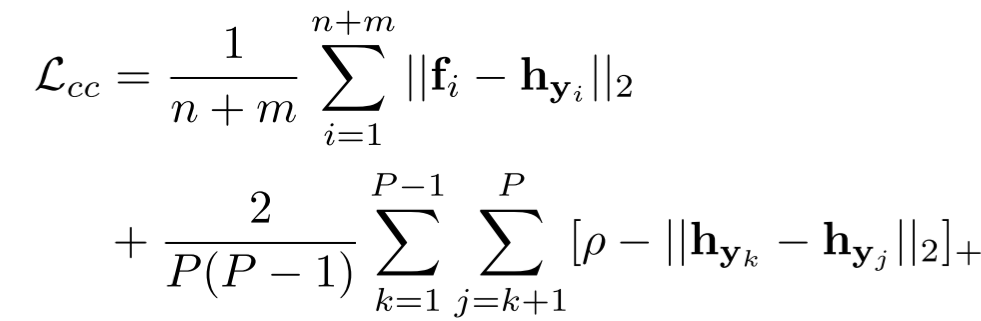 \mathcal{L}_{cc} = \frac{1}{n+m} \sum_{i=1}^{n+m} ||\mathbf{f}_i - \mathbf{h}_{\mathbf{y}_i}||_2
+ \frac{2}{P(P-1)} \sum_{k=1}^{P-1} \sum_{j=k+1}^{P} [\rho - ||\mathbf{h}_{\mathbf{y}_k} - \mathbf{h}_{\mathbf{y}_j}||_2]_+